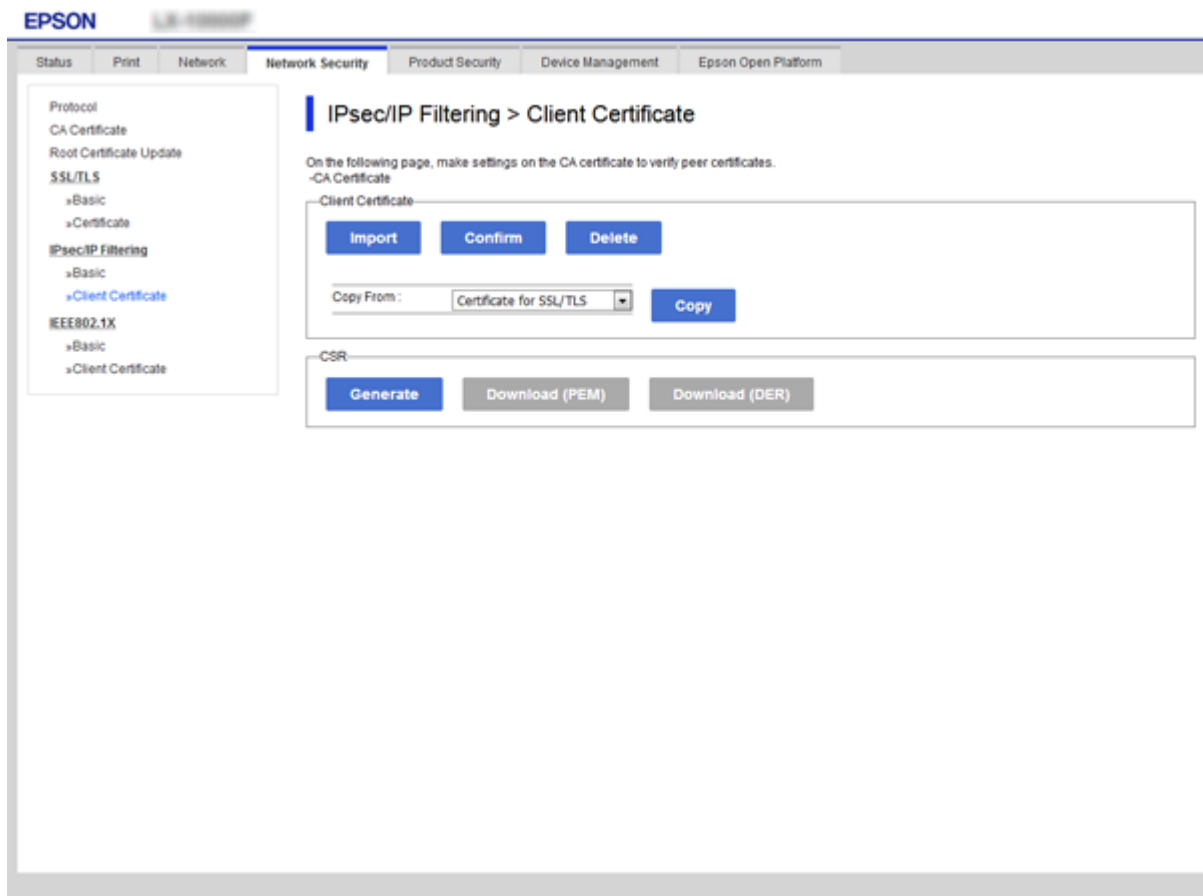 EPSON
Status Print Network Network Security Product Security Device Management Epson Open Platform
Protocol
CA Certificate
Root Certificate Update
SSL/TLS
»Basic
»Certificate
IPsec/IP Filtering
»Basic
»Client Certificate
IEEE802.1X
»Basic
»Client Certificate
IPsec/IP Filtering > Client Certificate
On the following page, make settings on the CA certificate to verify peer certificates.
-CA Certificate
Client Certificate
Import Confirm Delete
Copy From : Certificate for SSL/TLS Copy
CSR
Generate Download (PEM) Download (DER)